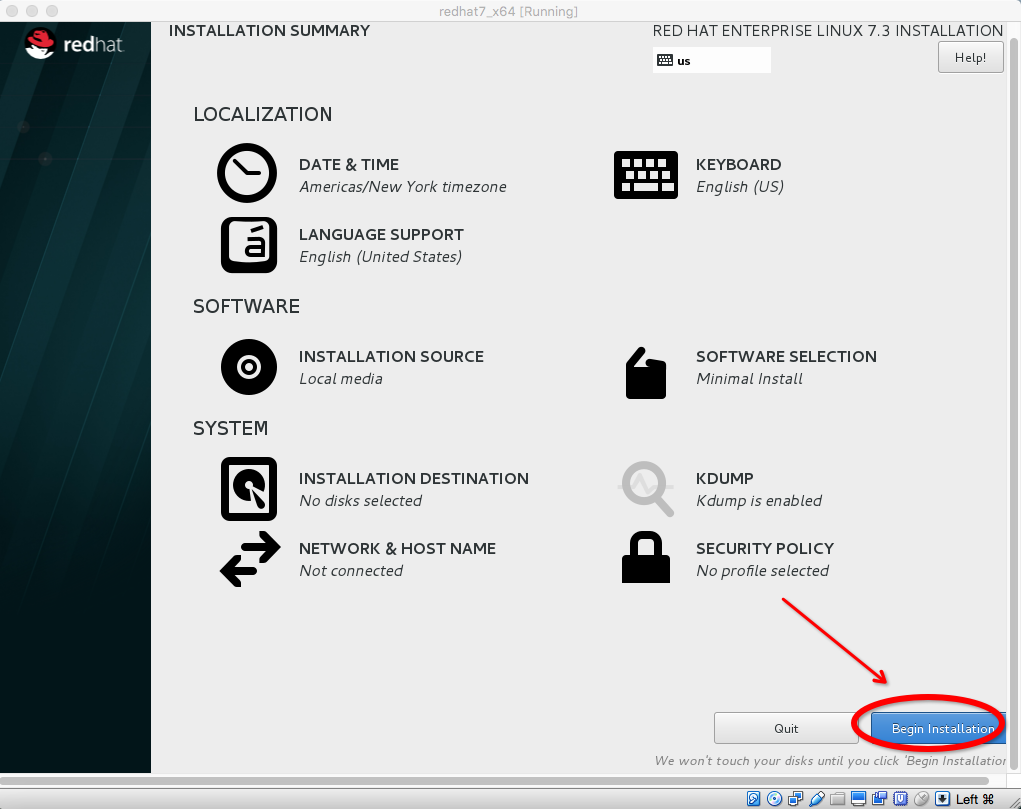 redhat7_x64 [Running]
redhat
INSTALLATION SUMMARY
RED HAT ENTERPRISE LINUX 7.3 INSTALLATION
us
Help!
LOCALIZATION
DATE & TIME
Americas/New York timezone
KEYBOARD
English (US)
LANGUAGE SUPPORT
English (United States)
SOFTWARE
INSTALLATION SOURCE
Local media
SOFTWARE SELECTION
Minimal Install
SYSTEM
INSTALLATION DESTINATION
No disks selected
KDUMP
Kdump is enabled
NETWORK & HOST NAME
Not connected
SECURITY POLICY
No profile selected
Quit
Begin Installation
We won't touch your disks until you click 'Begin Installation
Left ⌘